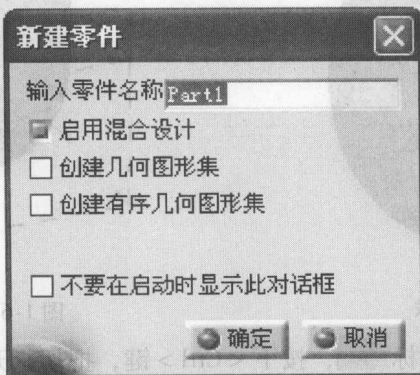 新建零件
输入零件名称 Part1
启用混合设计
创建几何图形集
创建有序几何图形集
不要在启动时显示此对话框
确定 取消